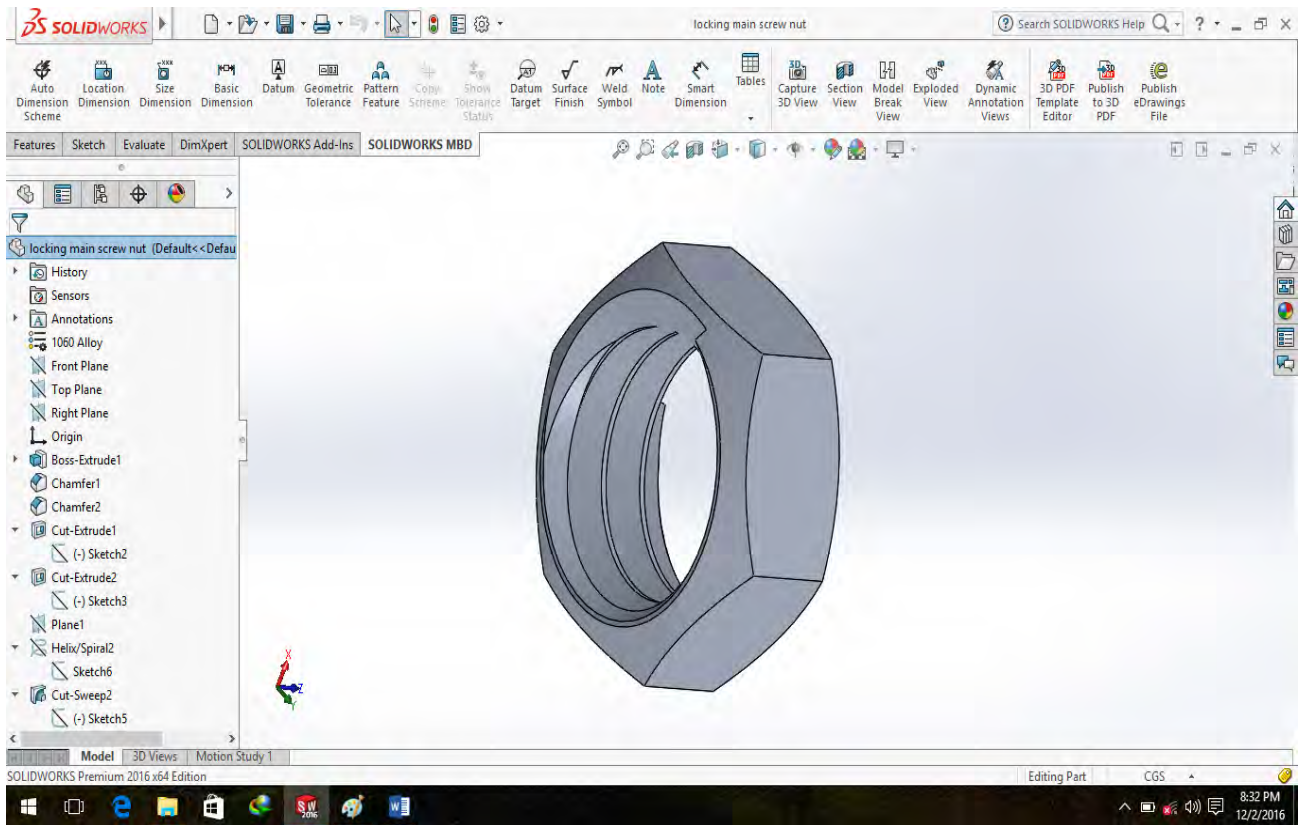 SOLIDWORKS
locking main screw nut
Search SOLIDWORKS Help
Auto Dimension Scheme
Location Dimension
Size Dimension
Basic Dimension
Datum
Geometric Tolerance
Pattern Feature
Copy Scheme
Show Tolerance Status
Datum Target
Surface Finish
Weld Symbol
Note
Smart Dimension
Tables
Capture 3D View
Section View
Model Break View
Exploded View
Dynamic Annotation Views
3D PDF Template Editor
Publish to 3D PDF
Publish eDrawings File
Features Sketch Evaluate DimXpert SOLIDWORKS Add-Ins SOLIDWORKS MBD
locking main screw nut (Default<<Defau
History
Sensors
Annotations
1060 Alloy
Front Plane
Top Plane
Right Plane
Origin
Boss-Extrude1
Chamfer1
Chamfer2
Cut-Extrude1
(-) Sketch2
Cut-Extrude2
(-) Sketch3
Plane1
Helix/Spiral2
Sketch6
Cut-Sweep2
(-) Sketch5
X
Z
Y
Model 3D Views Motion Study 1
SOLIDWORKS Premium 2016 x64 Edition
Editing Part CGS
8:32 PM
12/2/2016